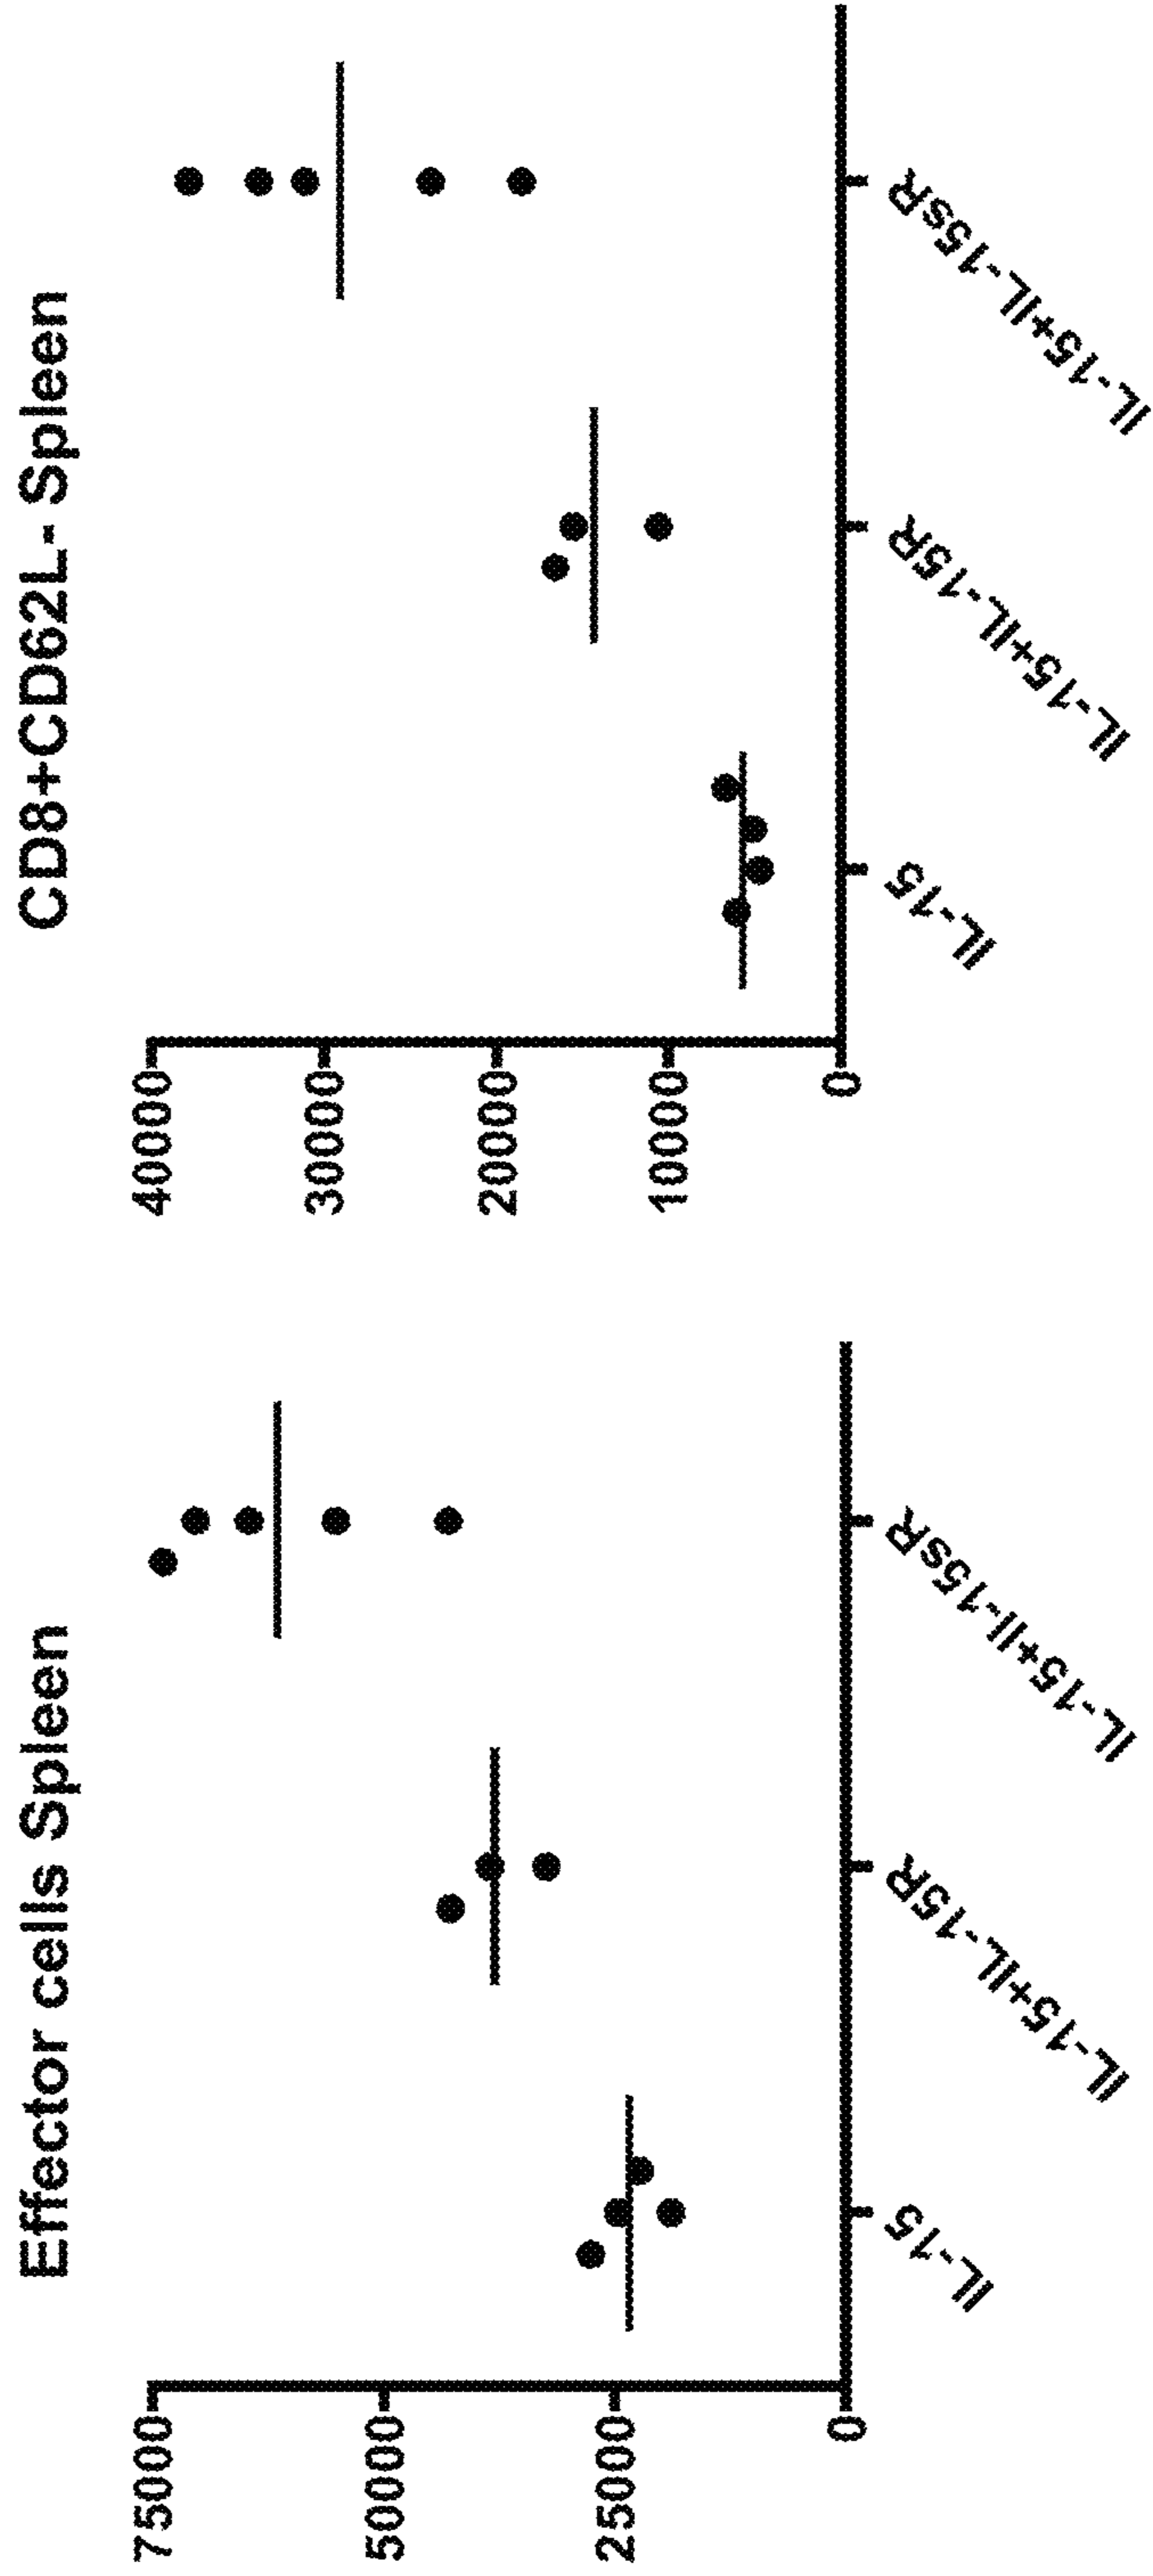 Effector cells Spleen
75000
50000
25000
0
IL-15
IL-15+IL-15R
IL-15+Il-15sR
CD8+CD62L- Spleen
40000
30000
20000
10000
0
IL-15
IL-15+IL-15R
IL-15+IL-15sR